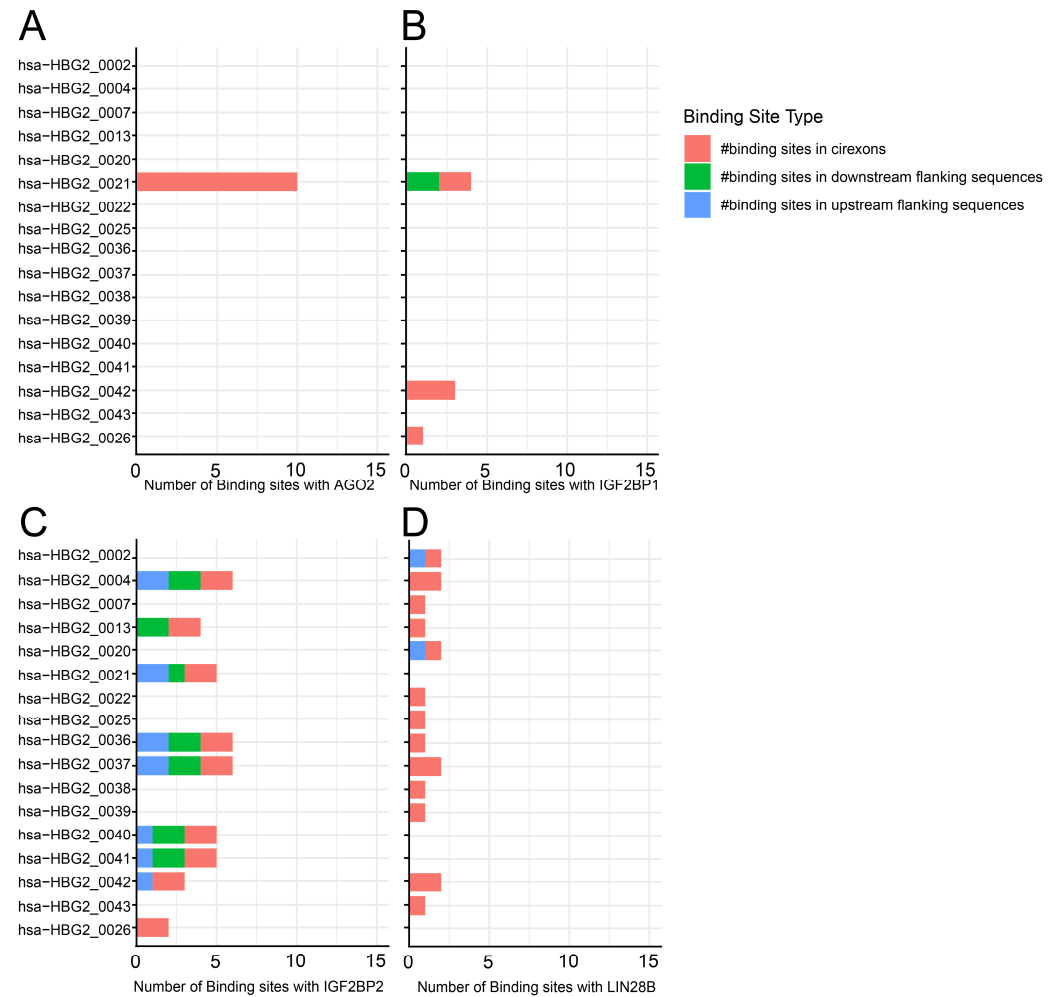 A
B
hsa-HBG2_0002
hsa-HBG2_0004
hsa-HBG2_0007
hsa-HBG2_0013
hsa-HBG2_0020
hsa-HBG2_0021
hsa-HBG2_0022
hsa-HBG2_0025
hsa-HBG2_0036
hsa-HBG2_0037
hsa-HBG2_0038
hsa-HBG2_0039
hsa-HBG2_0040
hsa-HBG2_0041
hsa-HBG2_0042
hsa-HBG2_0043
hsa-HBG2_0026
0 5 10 15
Number of Binding sites with AGO2
0 5 10 15
Number of Binding sites with IGF2BP1
Binding Site Type
#binding sites in cirexons
#binding sites in downstream flanking sequences
#binding sites in upstream flanking sequences
C
D
hsa-HBG2_0002
hsa-HBG2_0004
hsa-HBG2_0007
hsa-HBG2_0013
hsa-HBG2_0020
hsa-HBG2_0021
hsa-HBG2_0022
hsa-HBG2_0025
hsa-HBG2_0036
hsa-HBG2_0037
hsa-HBG2_0038
hsa-HBG2_0039
hsa-HBG2_0040
hsa-HBG2_0041
hsa-HBG2_0042
hsa-HBG2_0043
hsa-HBG2_0026
0 5 10 15
Number of Binding sites with IGF2BP2
0 5 10 15
Number of Binding sites with LIN28B